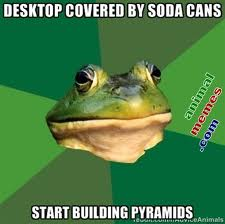 DESKTOP COVERED BY SODA CANS
animal
memes
.com
START BUILDING PYRAMIDS